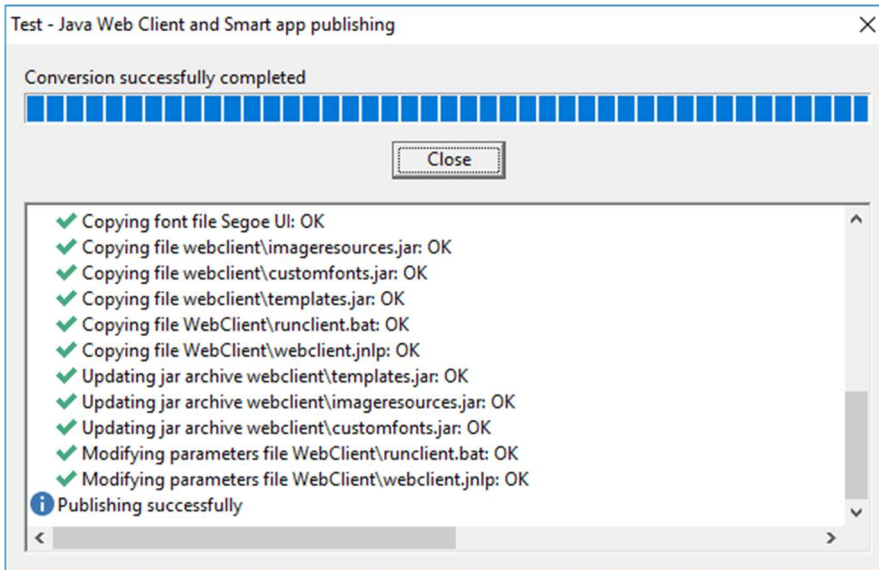 Test - Java Web Client and Smart app publishing
Conversion successfully completed
Close
Copying font file Segoe UI: OK
Copying file webclient\imageresources.jar: OK
Copying file webclient\customfonts.jar: OK
Copying file webclient\templates.jar: OK
Copying file WebClient\runclient.bat: OK
Copying file WebClient\webclient.jnlp: OK
Updating jar archive webclient\templates.jar: OK
Updating jar archive webclient\imageresources.jar: OK
Updating jar archive webclient\customfonts.jar: OK
Modifying parameters file WebClient\runclient.bat: OK
Modifying parameters file WebClient\webclient.jnlp: OK
Publishing successfully